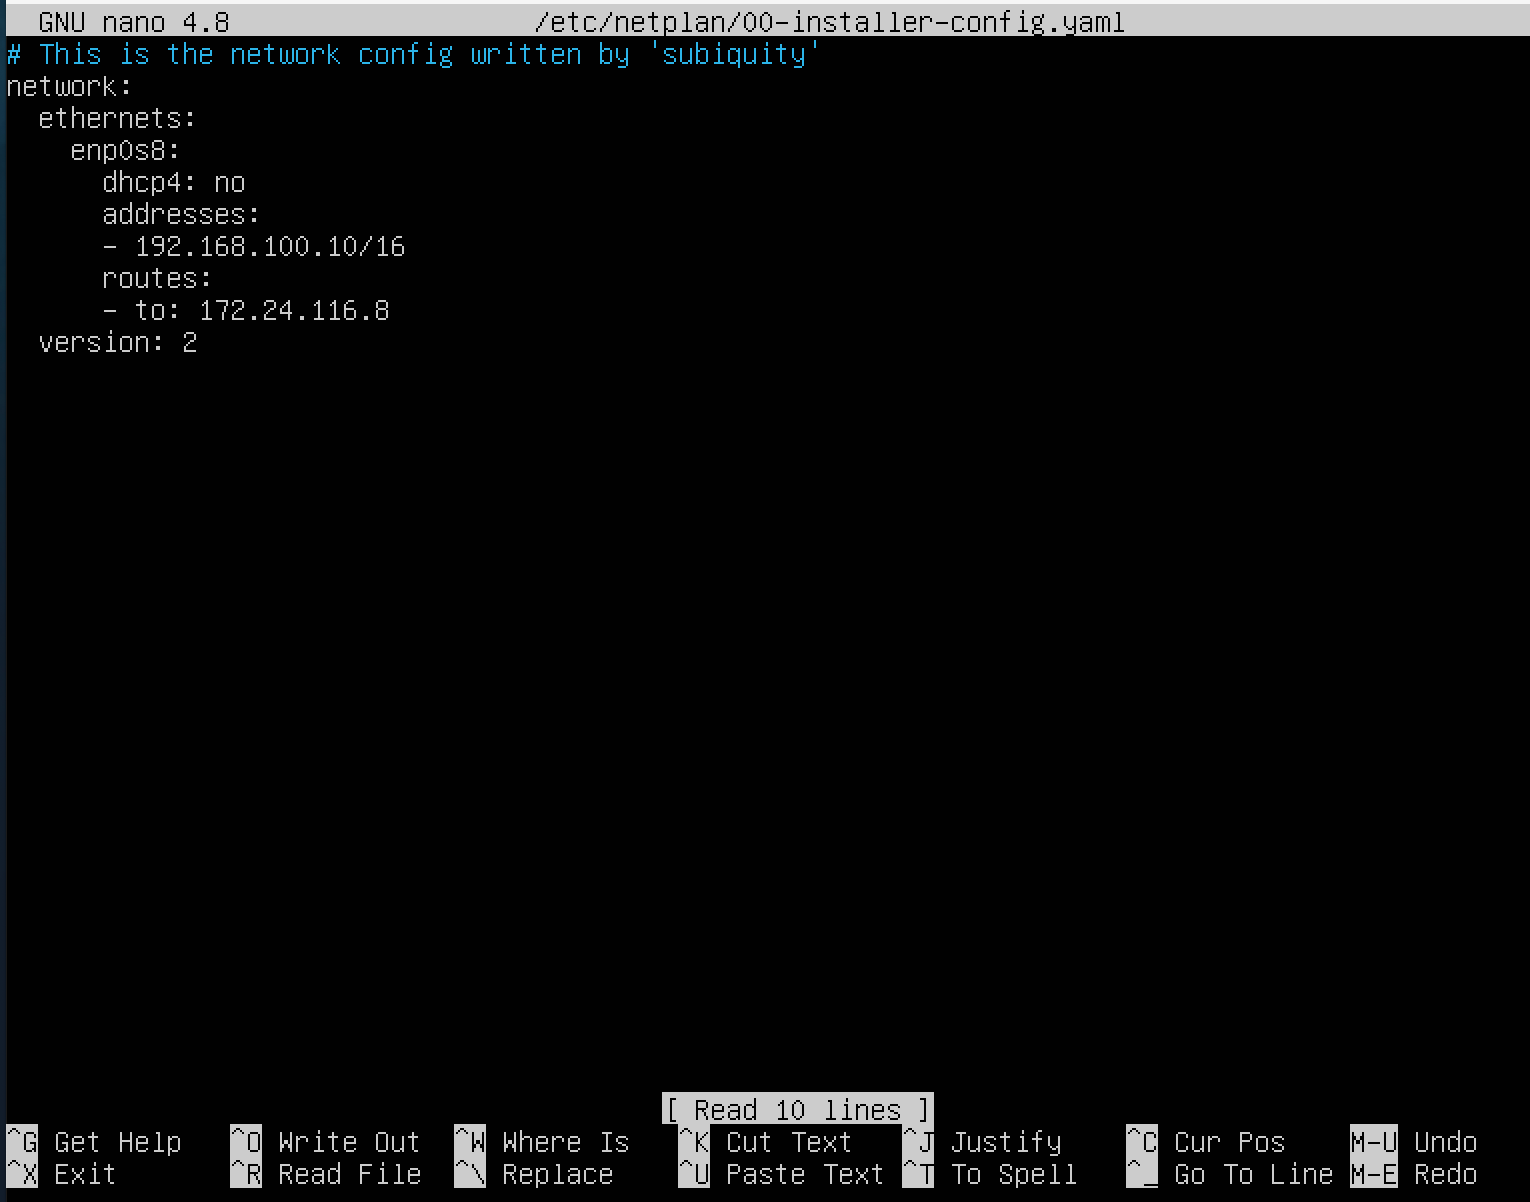 GNU nano 4.8 /etc/netplan/00-installer-config.yaml
# This is the network config written by 'subiquity'
network:
  ethernets:
    enp0s8:
      dhcp4: no
      addresses:
      - 192.168.100.10/16
      routes:
      - to: 172.24.116.8
  version: 2
[ Read 10 lines ]
^G Get Help ^O Write Out ^W Where Is ^K Cut Text ^J Justify ^C Cur Pos M-U Undo
^X Exit ^R Read File ^\ Replace ^U Paste Text ^T To Spell ^_ Go To Line M-E Redo